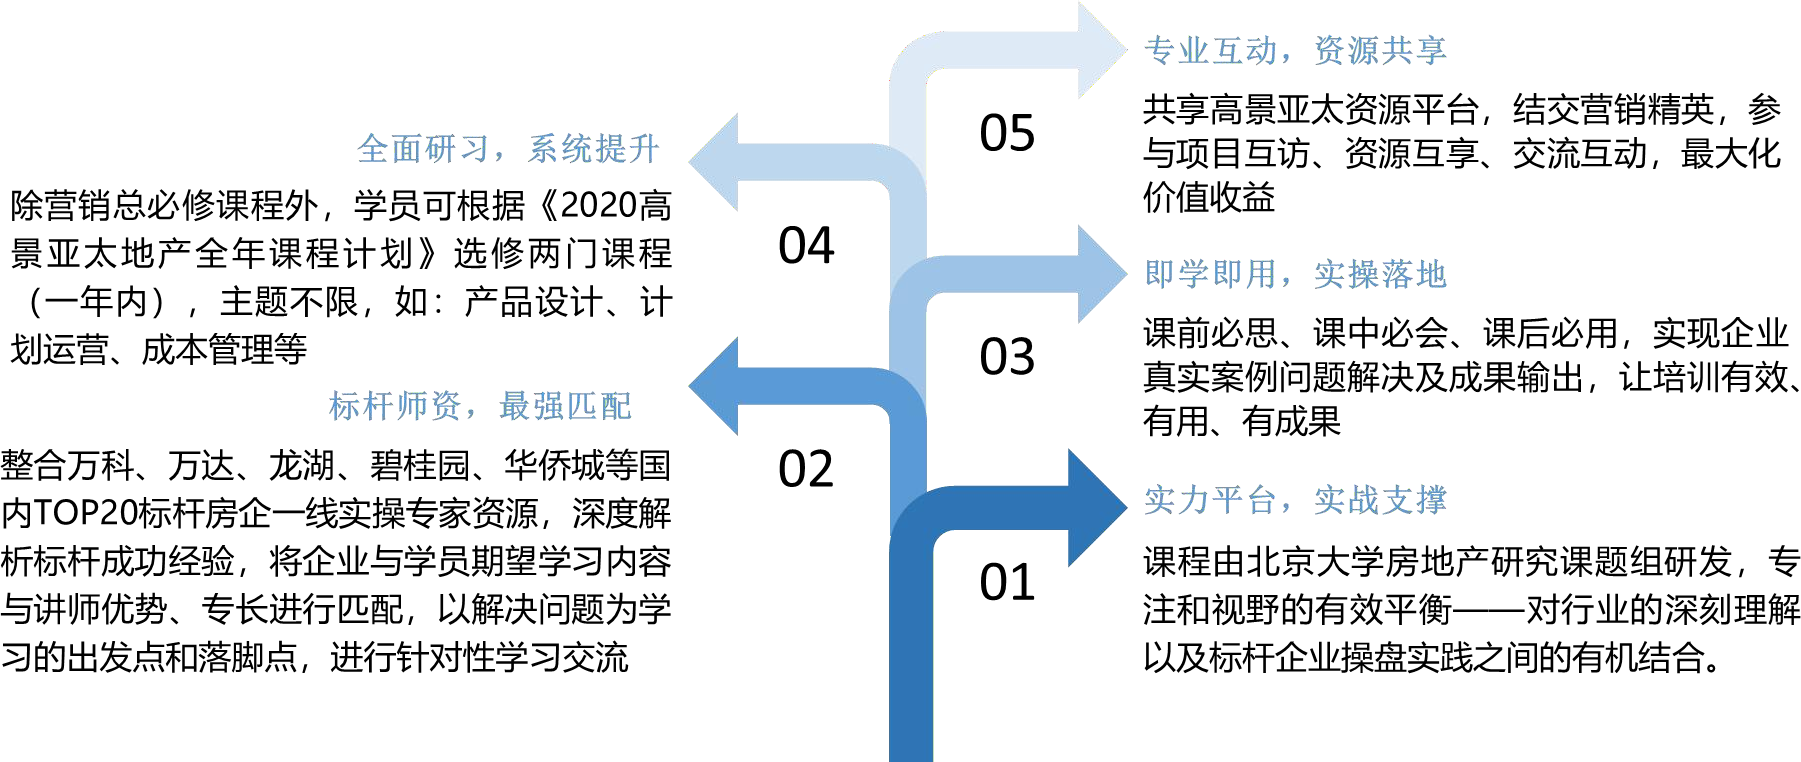 专业互动，资源共享
共享高景亚太资源平台，结交营销精英，参
与项目互访、资源互享、交流互动，最大化
价值收益
05
全面研习，系统提升
除营销总必修课程外，学员可根据《2020高
景亚太地产全年课程计划》选修两门课程
（一年内），主题不限，如：产品设计、计
划运营、成本管理等
04
即学即用，实操落地
课前必思、课中必会、课后必用，实现企业
真实案例问题解决及成果输出，让培训有效、
有用、有成果
03
标杆师资，最强匹配
整合万科、万达、龙湖、碧桂园、华侨城等国
内TOP20标杆房企一线实操专家资源，深度解
析标杆成功经验，将企业与学员期望学习内容
与讲师优势、专长进行匹配，以解决问题为学
习的出发点和落脚点，进行针对性学习交流
02
实力平台，实战支撑
课程由北京大学房地产研究课题组研发，专
注和视野的有效平衡——对行业的深刻理解
以及标杆企业操盘实践之间的有机结合。
01